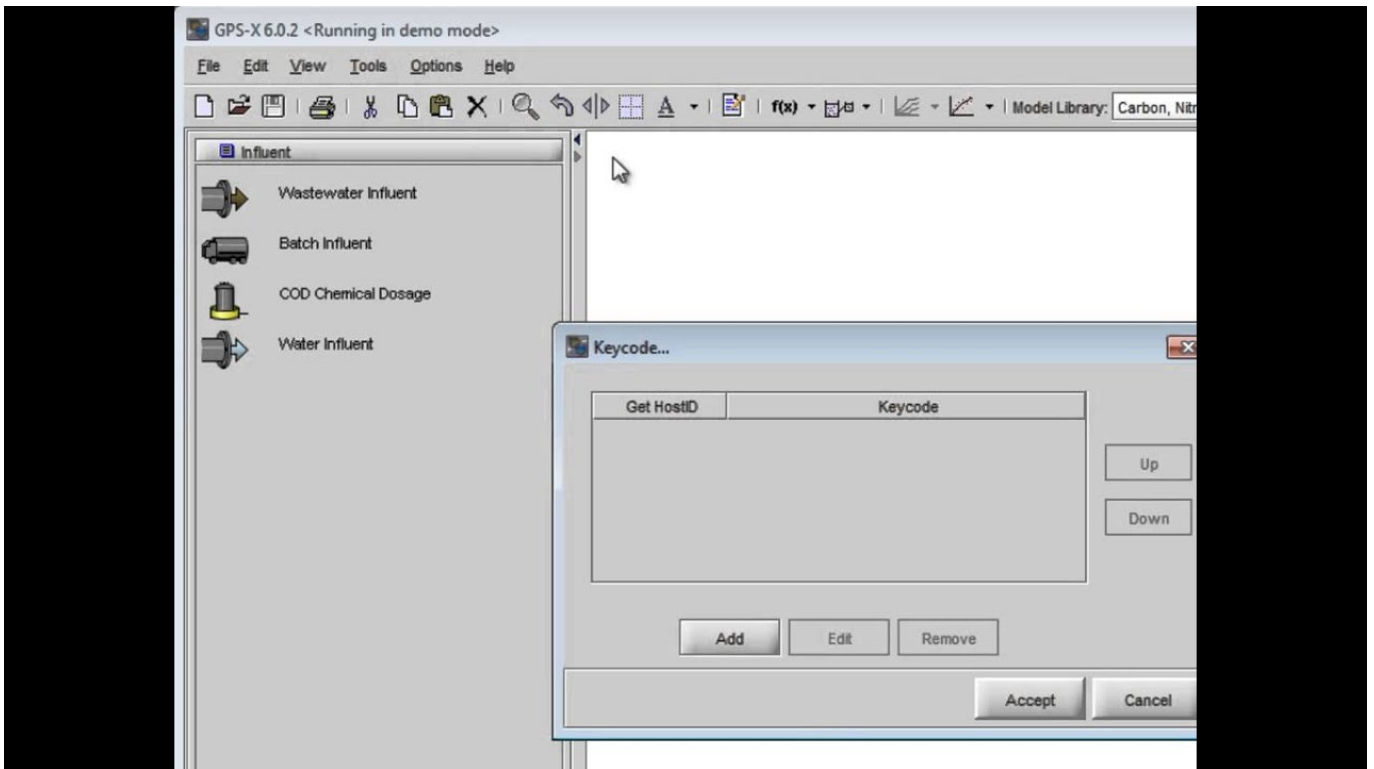 GPS-X 6.0.2 <Running in demo mode>
File Edit View Tools Options Help
A f(x) Model Library: Carbon, Nitr
Influent
Wastewater Influent
Batch Influent
COD Chemical Dosage
Water Influent
Keycode...
Get HostID Keycode
Up
Down
Add Edit Remove
Accept Cancel